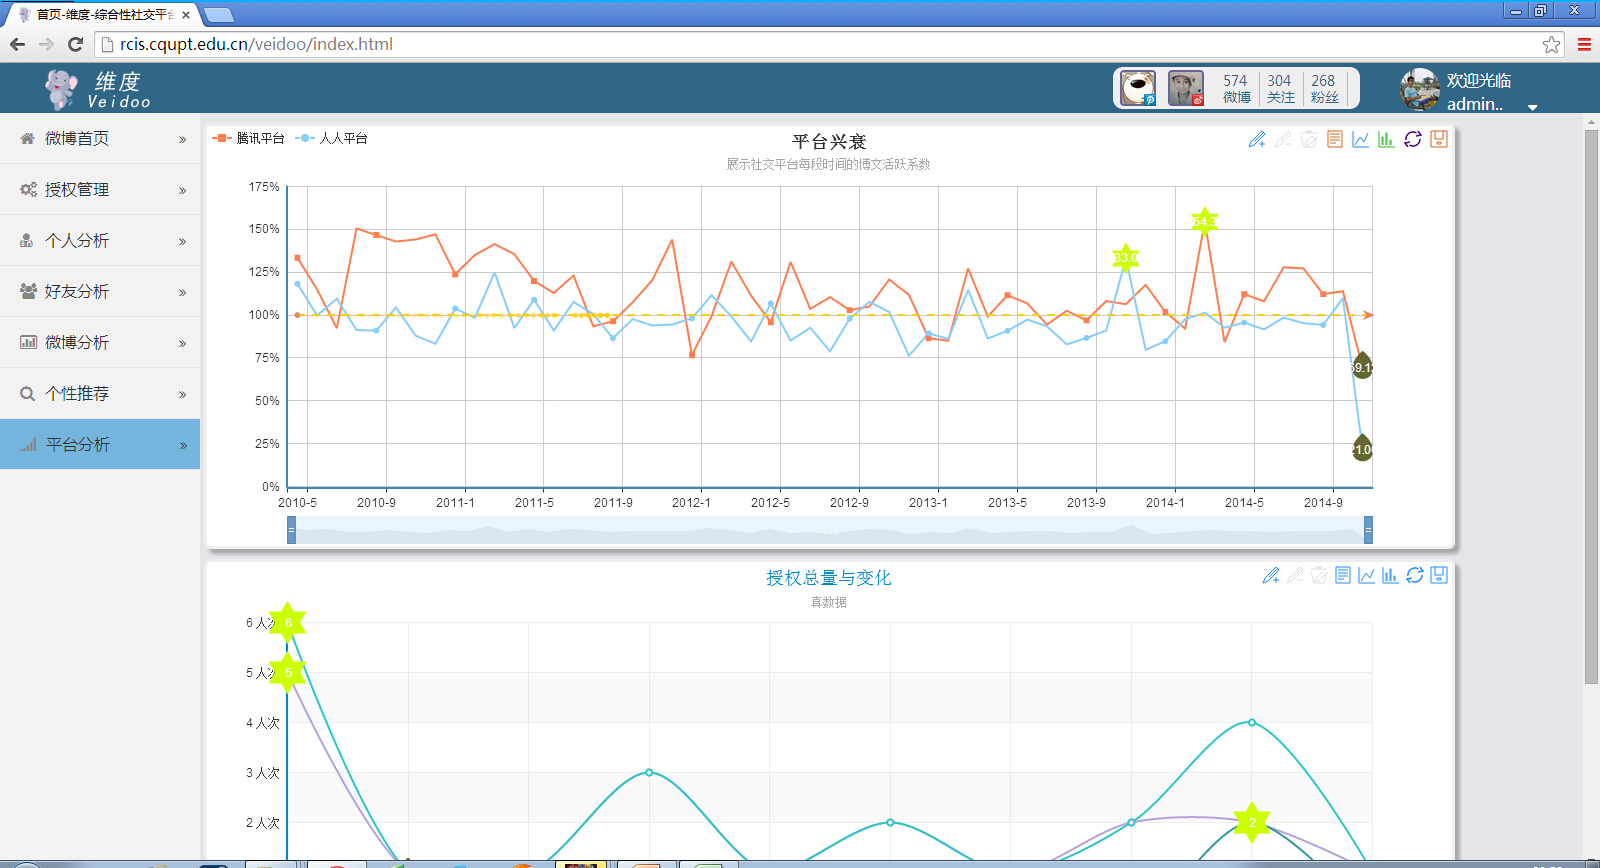 首页-维度-综合性社交平台
rcis.cqupt.edu.cn/veidoo/index.html
维度
Veidoo
574
微博
304
关注
268
粉丝
欢迎光临
admin..
微博首页 »
授权管理 »
个人分析 »
好友分析 »
微博分析 »
个性推荐 »
平台分析 »
腾讯平台 人人平台
平台兴衰
展示社交平台每段时间的博文活跃系数
175%
150%
125%
100%
75%
50%
25%
0%
2010-5 2010-9 2011-1 2011-5 2011-9 2012-1 2012-5 2012-9 2013-1 2013-5 2013-9 2014-1 2014-5 2014-9
授权总量与变化
真数据
6 人次
6
5 人次
5
4 人次
3 人次
2 人次
2